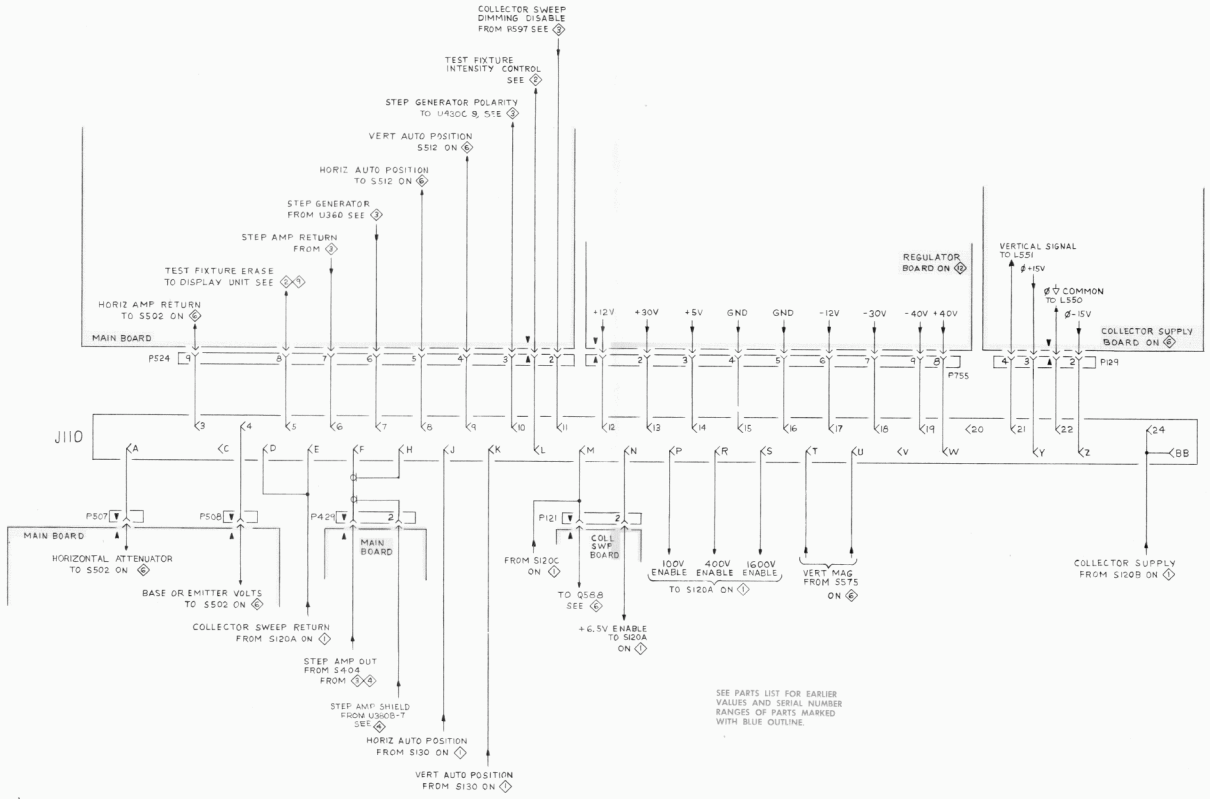 COLLECTOR SWEEP
DIMMING DISABLE
FROM R597 SEE 3
TEST FIXTURE
INTENSITY CONTROL
SEE 2
STEP GENERATOR POLARITY
TO U430C 9, SEE 3
VERT AUTO POSITION
S512 ON 6
HORIZ AUTO POSITION
TO S512 ON 6
STEP GENERATOR
FROM U360 SEE 3
STEP AMP RETURN
FROM 3
TEST FIXTURE ERASE
TO DISPLAY UNIT SEE 2 9
HORIZ AMP RETURN
TO S502 ON 6
MAIN BOARD
REGULATOR
BOARD ON 12
+12V +30V +5V GND GND -12V -30V -40V +40V
VERTICAL SIGNAL
TO L551
ϕ+15V
ϕ ▽ COMMON
TO L550
ϕ-15V
COLLECTOR SUPPLY
BOARD ON 6
P524 9 8 7 6 5 4 3 2
1 2 3 4 5 6 7 9 8
P755
4 3 2 P129
J110
3 4 5 6 7 8 9 10 11 12 13 14 15 16 17 18 19 20 21 22 24
A C D E F H J K L M N P R S T U V W Y Z BB
P507
P508
P429 2
P121 2
MAIN BOARD
MAIN
BOARD
COLL
SWP
BOARD
HORIZONTAL ATTENUATOR
TO S502 ON 6
BASE OR EMITTER VOLTS
TO S502 ON 6
COLLECTOR SWEEP RETURN
FROM S120A ON 1
STEP AMP OUT
FROM S404
FROM 3 4
STEP AMP SHIELD
FROM U380B-7
SEE 4
HORIZ AUTO POSITION
FROM S130 ON 1
VERT AUTO POSITION
FROM S130 ON 1
FROM S120C
ON 1
TO Q568
SEE 6
+6.5V ENABLE
TO S120A
ON 1
100V
ENABLE
400V
ENABLE
1600V
ENABLE
TO S120A ON 1
VERT MAG
FROM S575
ON 6
COLLECTOR SUPPLY
FROM S120B ON 1
SEE PARTS LIST FOR EARLIER
VALUES AND SERIAL NUMBER
RANGES OF PARTS MARKED
WITH BLUE OUTLINE.